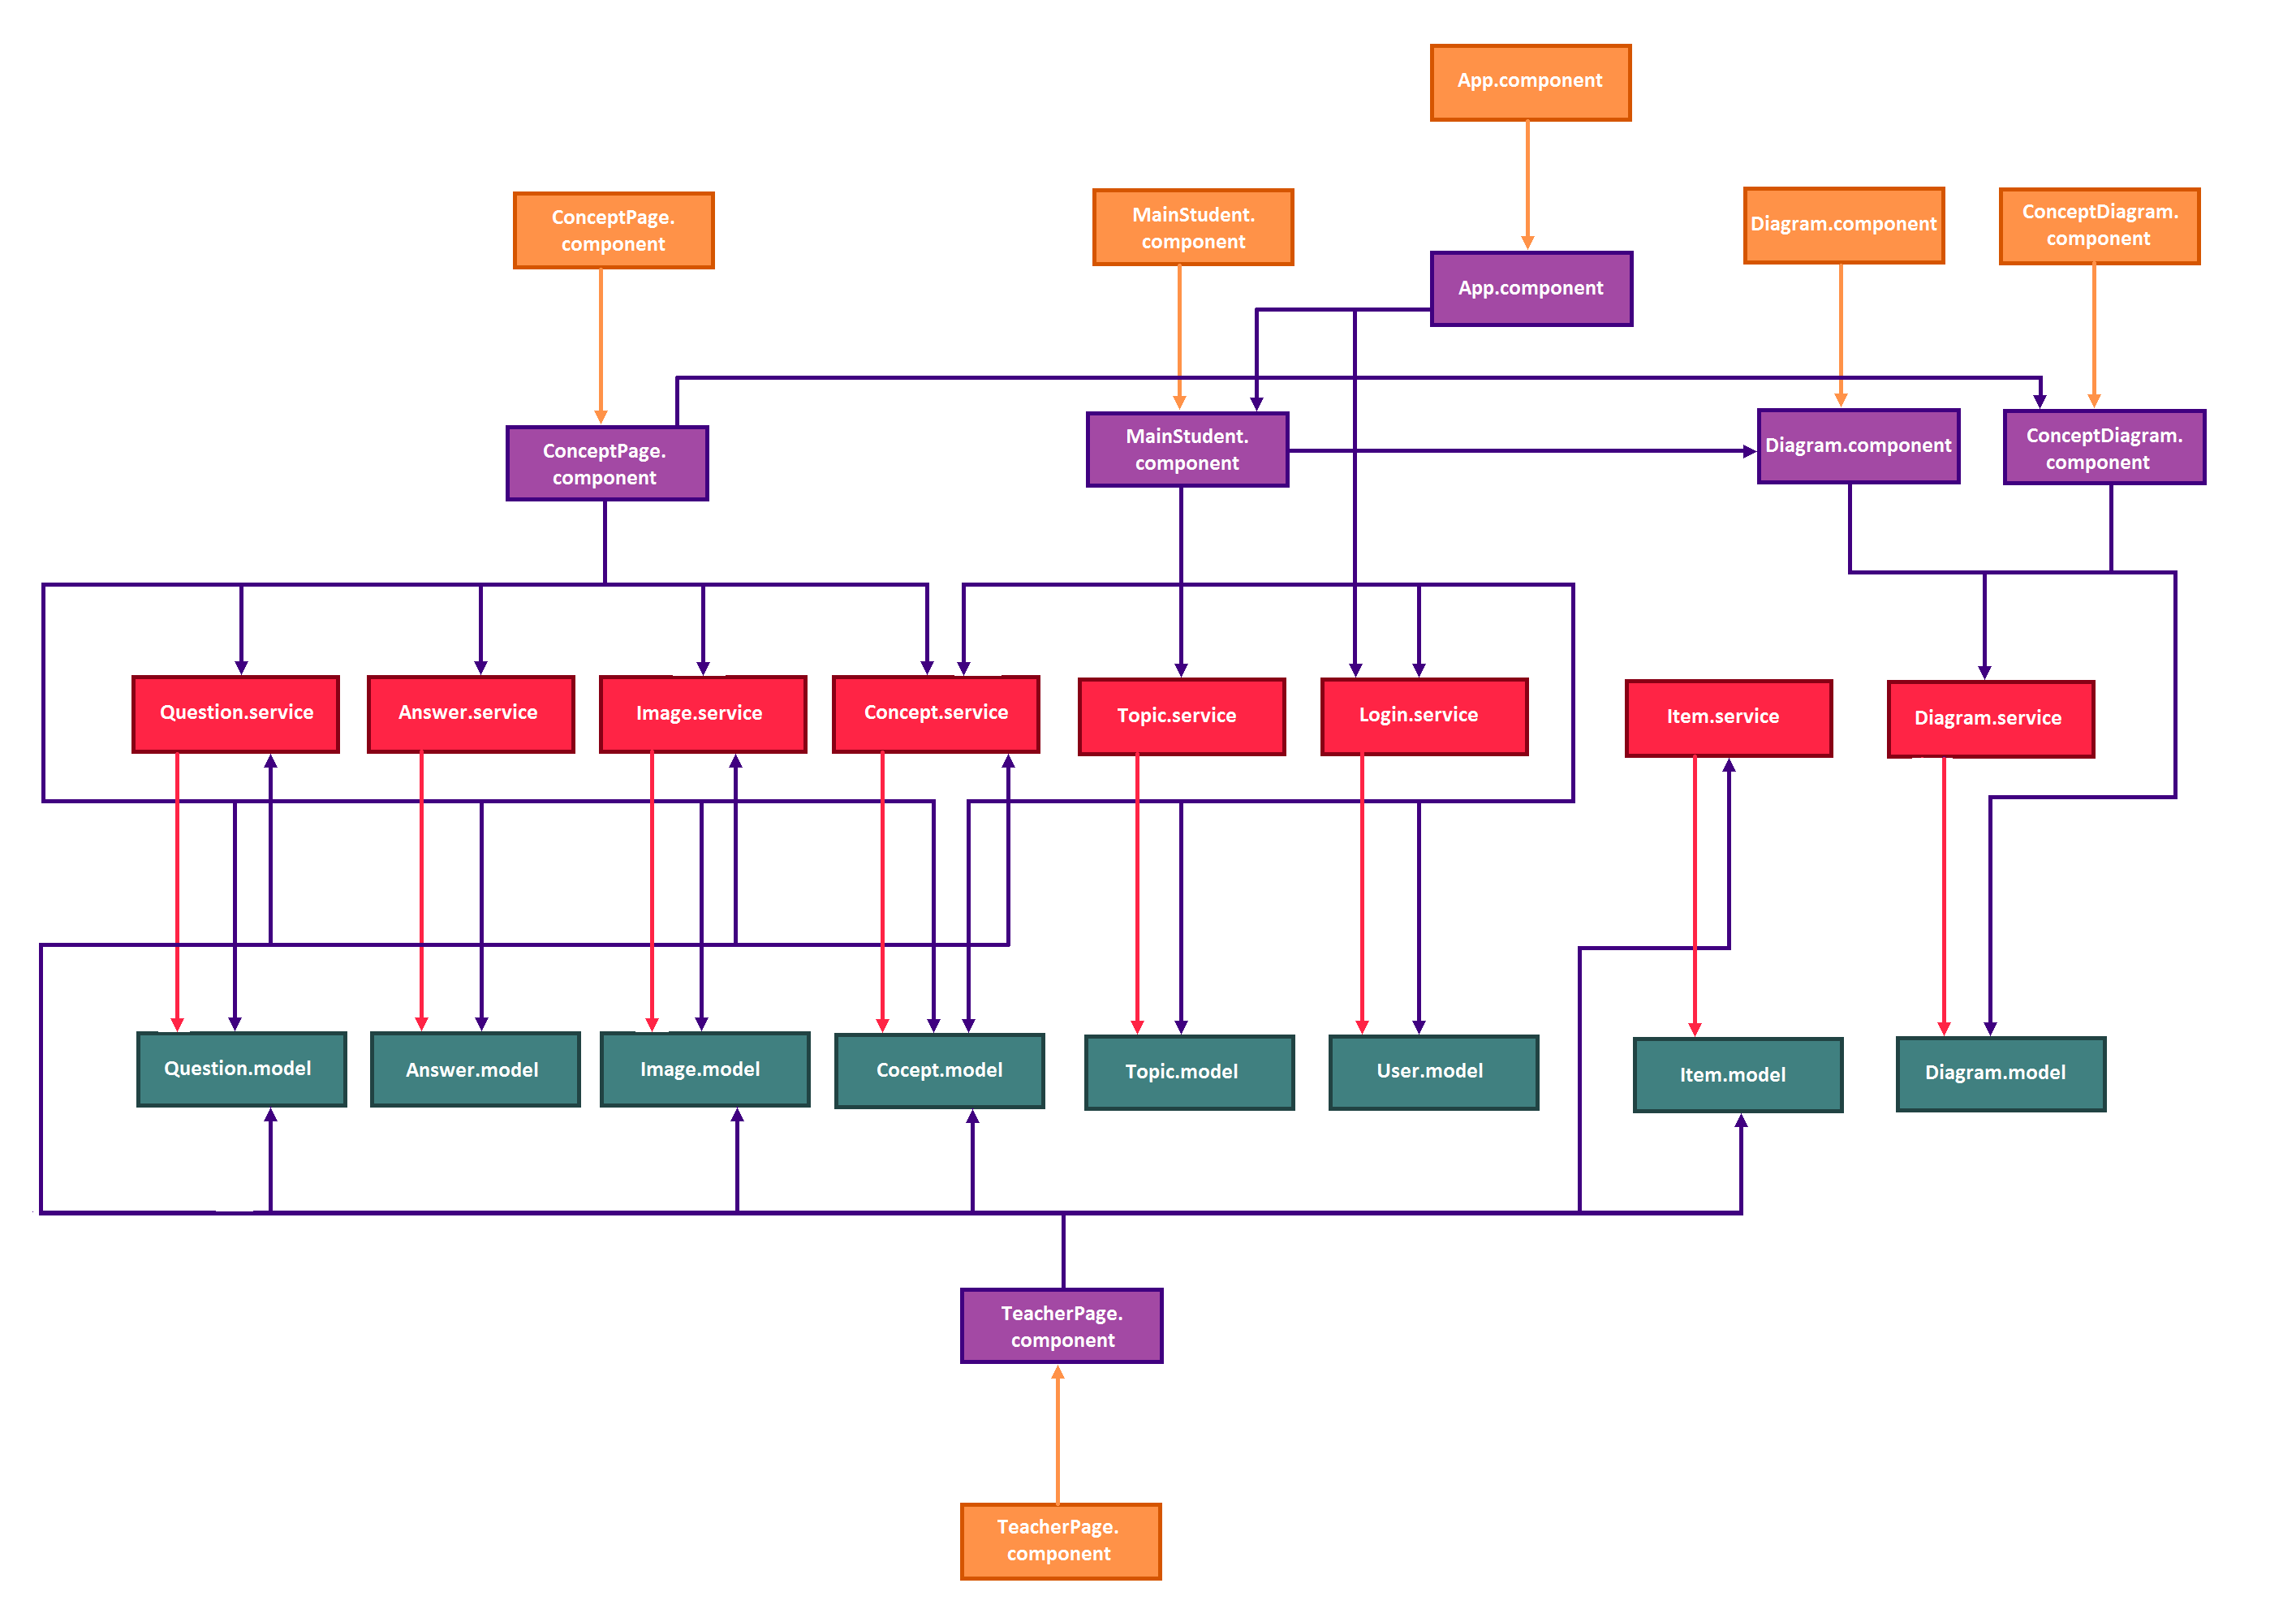 App.component
ConceptPage.
component
MainStudent.
component
Diagram.component
ConceptDiagram.
component
App.component
ConceptPage.
component
MainStudent.
component
Diagram.component
ConceptDiagram.
component
Question.service
Answer.service
Image.service
Concept.service
Topic.service
Login.service
Item.service
Diagram.service
Question.model
Answer.model
Image.model
Cocept.model
Topic.model
User.model
Item.model
Diagram.model
TeacherPage.
component
TeacherPage.
component